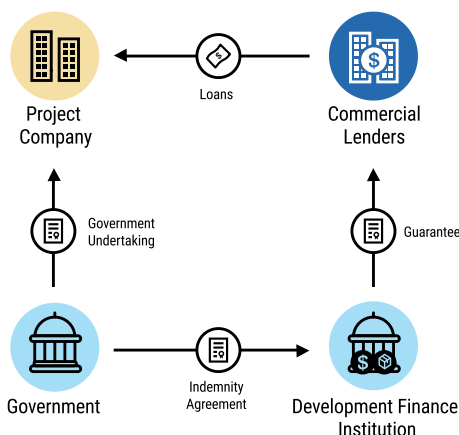 Loans
Project
Company
Commercial
Lenders
Government
Undertaking
Guarantee
Indemnity
Agreement
Government
Development Finance
Institution